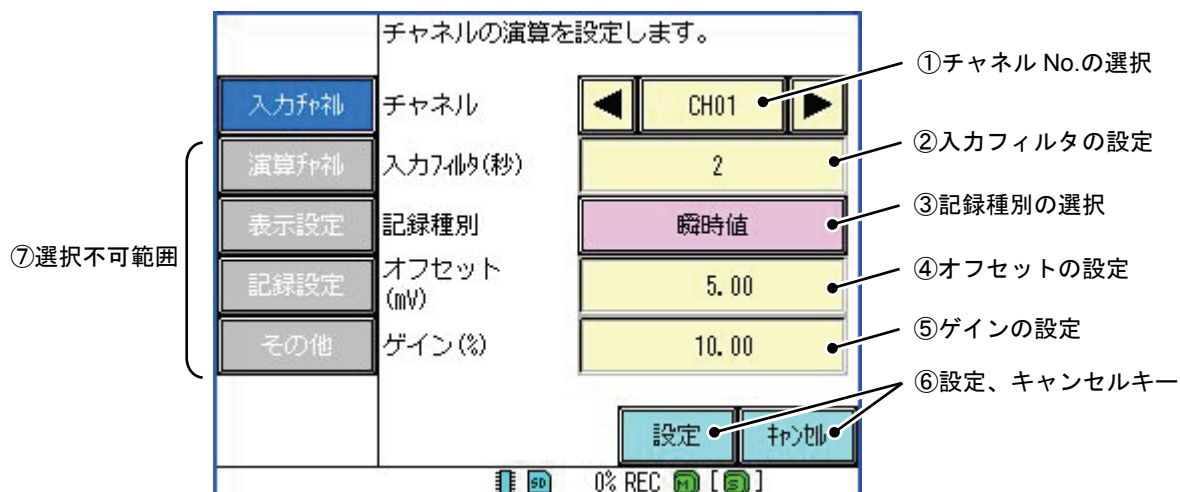 チャネルの演算を設定します。
①チャネル No.の選択
入力ﾁｬﾈﾙ
チャネル
CH01
②入力フィルタの設定
演算ﾁｬﾈﾙ
入力ﾌｨﾙﾀ(秒)
2
③記録種別の選択
表示設定
記録種別
瞬時値
⑦選択不可範囲
④オフセットの設定
記録設定
オフセット
(mV)
5.00
⑤ゲインの設定
その他
ゲイン(%)
10.00
⑥設定、キャンセルキー
設定
ｷｬﾝｾﾙ
SD
0% REC M [S]